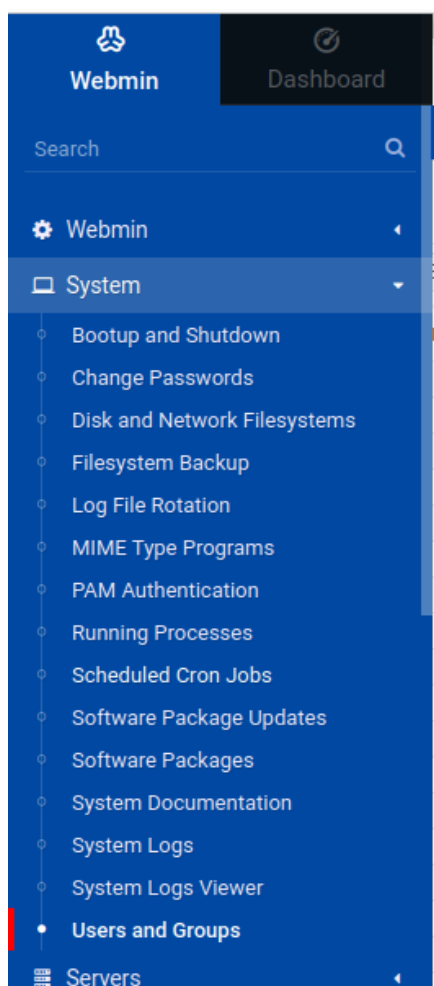 Webmin
Dashboard
Search
Webmin
System
Bootup and Shutdown
Change Passwords
Disk and Network Filesystems
Filesystem Backup
Log File Rotation
MIME Type Programs
PAM Authentication
Running Processes
Scheduled Cron Jobs
Software Package Updates
Software Packages
System Documentation
System Logs
System Logs Viewer
Users and Groups
Servers